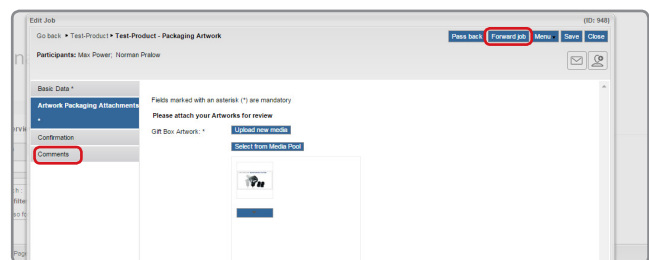 Edit Job
(ID: 948)
Go back ▸ Test-Product ▸ Test-Product - Packaging Artwork
Pass back
Forward job
Menu
Save
Close
Participants: Max Power; Norman Pralow
Basic Data *
Artwork Packaging Attachments
*
Confirmation
Comments
Fields marked with an asterisk (*) are mandatory
Please attach your Artworks for review
Gift Box Artwork: *
Upload new media
Select from Media Pool